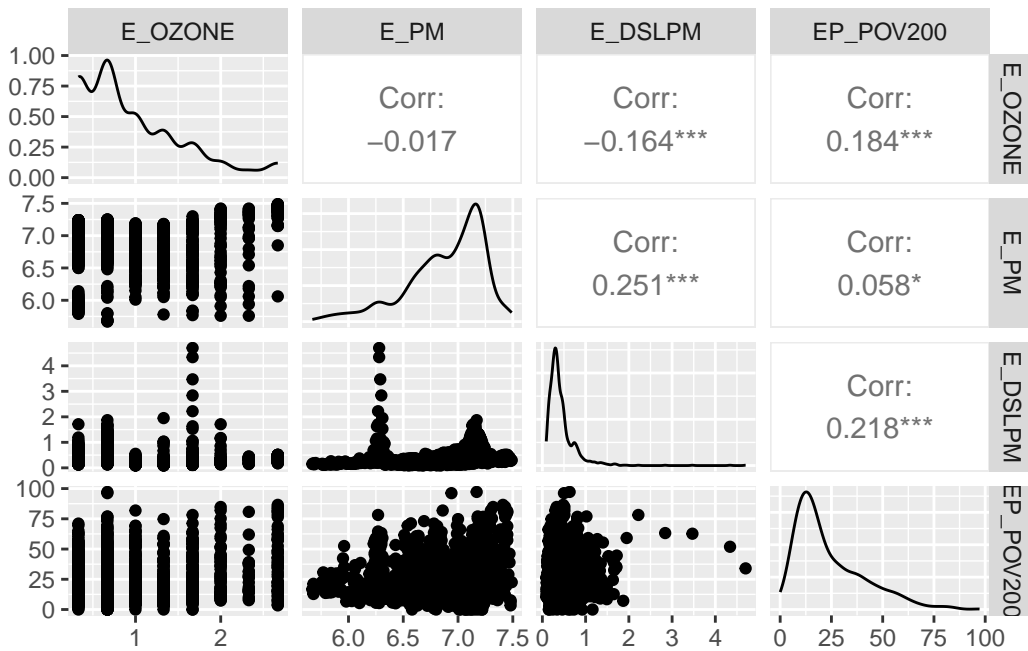 E_OZONE E_PM E_DSLPM EP_POV200
1.00
0.75
0.50
0.25
0.00
Corr:
−0.017
Corr:
−0.164***
Corr:
0.184***
E_OZONE
7.5
7.0
6.5
6.0
Corr:
0.251***
Corr:
0.058*
E_PM
4
3
2
1
0
Corr:
0.218***
E_DSLPM
100
75
50
25
0
EP_POV200
1 2
6.0 6.5 7.0 7.5
0 1 2 3 4
0 25 50 75 100